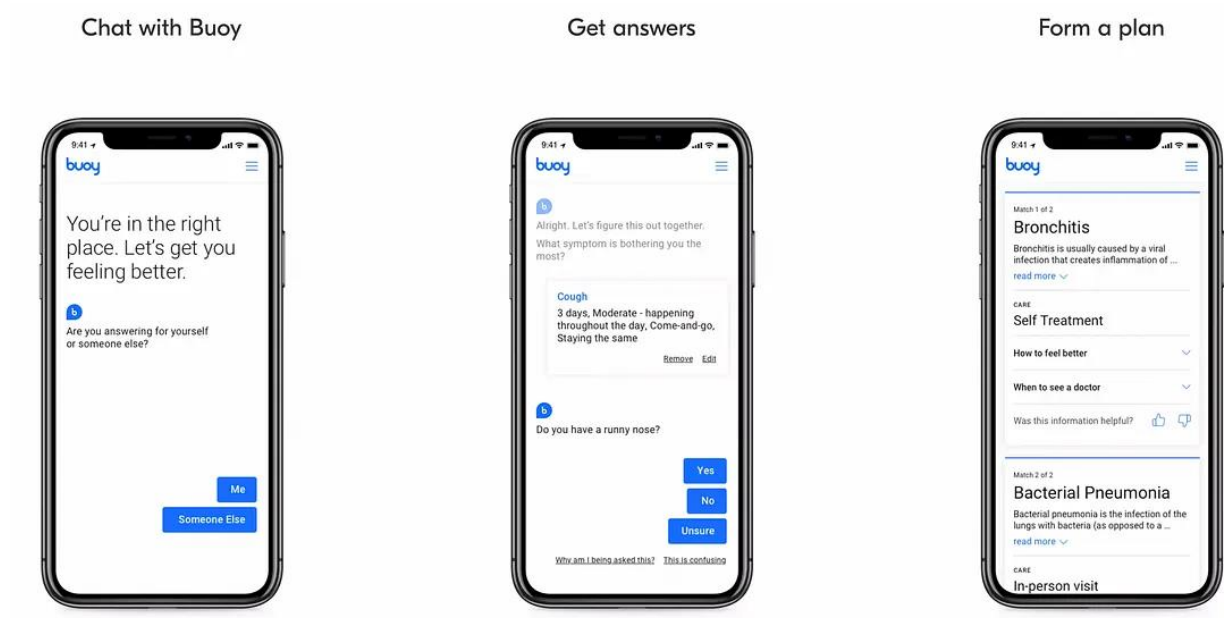 Chat with Buoy
9:41
buoy
You're in the right
place. Let's get you
feeling better.
b
Are you answering for yourself
or someone else?
Me
Someone Else
Get answers
9:41
buoy
b
Alright. Let's figure this out together.
What symptom is bothering you the
most?
Cough
3 days, Moderate - happening
throughout the day, Come-and-go,
Staying the same
Remove Edit
b
Do you have a runny nose?
Yes
No
Unsure
Why am I being asked this? This is confusing
Form a plan
9:41
buoy
Match 1 of 2
Bronchitis
Bronchitis is usually caused by a viral
infection that creates inflammation of ...
read more
CARE
Self Treatment
How to feel better
When to see a doctor
Was this information helpful?
Match 2 of 2
Bacterial Pneumonia
Bacterial pneumonia is the infection of the
lungs with bacteria (as opposed to a ...
read more
CARE
In-person visit